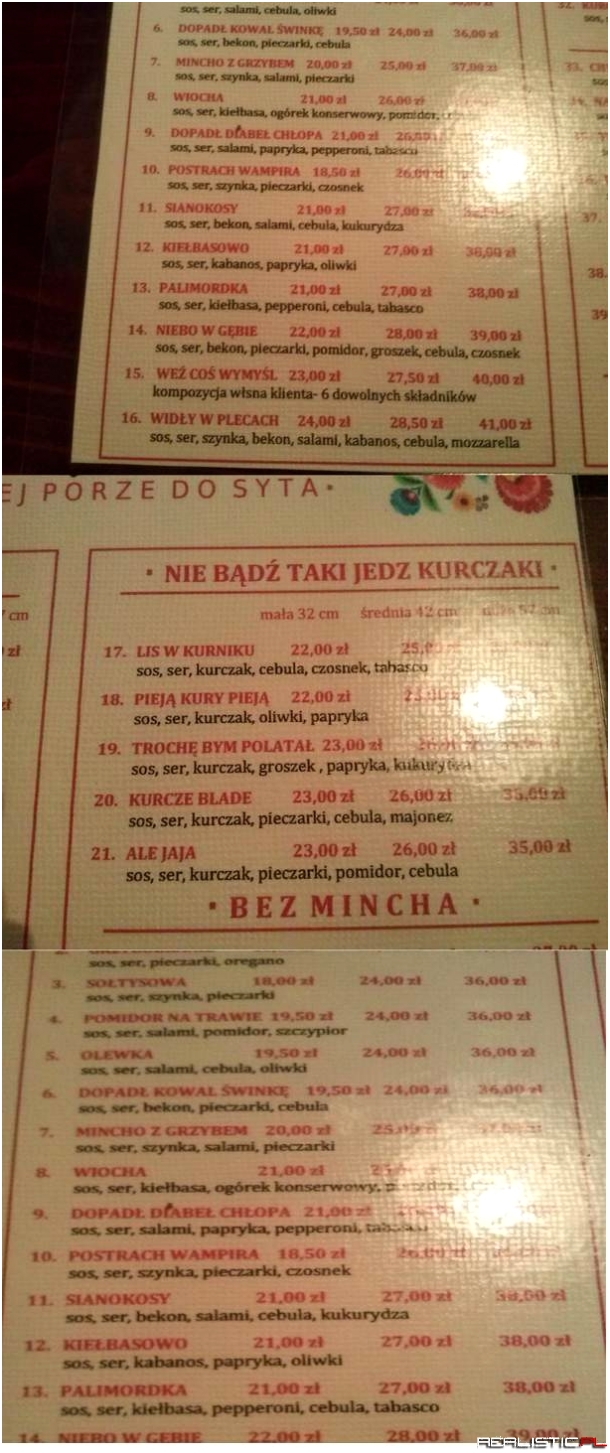 sos, ser, salami, cebula, oliwki
6. DOPADŁ KOWAL ŚWINKĘ 19,50 zł 24,00 zł 36,00 zł
sos, ser, bekon, pieczarki, cebula
7. MINCHO Z GRZYBEM 20,00 zł 25,00 zł 37,00 zł
sos, ser, szynka, salami, pieczarki
8. WIOCHA 21,00 zł 26,00 zł
sos, ser, kiełbasa, ogórek konserwowy, pomidor,
9. DOPADŁ DIABEŁ CHŁOPA 21,00 zł
sos, ser, salami, papryka, pepperoni, tabasco
10. POSTRACH WAMPIRA 18,50 zł 26,00 zł
sos, ser, szynka, pieczarki, czosnek
11. SIANOKOSY 21,00 zł 27,00 zł
sos, ser, bekon, salami, cebula, kukurydza
12. KIEŁBASOWO 21,00 zł 27,00 zł 38,00 zł
sos, ser, kabanos, papryka, oliwki
13. PALIMORDKA 21,00 zł 27,00 zł 38,00 zł
sos, ser, kiełbasa, pepperoni, cebula, tabasco
14. NIEBO W GĘBIE 22,00 zł 28,00 zł 39,00 zł
sos, ser, bekon, pieczarki, pomidor, groszek, cebula, czosnek
15. WEŹ COŚ WYMYŚL 23,00 zł 27,50 zł 40,00 zł
kompozycja włsna klienta- 6 dowolnych składników
16. WIDŁY W PLECACH 24,00 zł 28,50 zł 41,00 zł
sos, ser, szynka, bekon, salami, kabanos, cebula, mozzarella
37.
38.
39
EJ PORZE DO SYTA •
• NIE BĄDŹ TAKI JEDZ KURCZAKI •
cm mała 32 cm średnia 42 cm
17. LIS W KURNIKU 22,00 zł
sos, ser, kurczak, cebula, czosnek, tabasco
18. PIEJĄ KURY PIEJĄ 22,00 zł
sos, ser, kurczak, oliwki, papryka
19. TROCHĘ BYM POLATAŁ 23,00 zł
sos, ser, kurczak, groszek , papryka, kukurydza
20. KURCZE BLADE 23,00 zł 26,00 zł 35,00 zł
sos, ser, kurczak, pieczarki, cebula, majonez
21. ALE JAJA 23,00 zł 26,00 zł 35,00 zł
sos, ser, kurczak, pieczarki, pomidor, cebula
• BEZ MINCHA •
sos, ser, pieczarki, oregano
3. SOŁTYSOWA 18,00 zł 24,00 zł 36,00 zł
sos, ser, szynka, pieczarki
4. POMIDOR NA TRAWIE 19,50 zł 24,00 zł 36,00 zł
sos, ser, salami, pomidor, szczypior
5. OLEWKA 19,50 zł 24,00 zł 36,00 zł
sos, ser, salami, cebula, oliwki
6. DOPADŁ KOWAL ŚWINKĘ 19,50 zł 24,00 zł 36,00 zł
sos, ser, bekon, pieczarki, cebula
7. MINCHO Z GRZYBEM 20,00 zł
sos, ser, szynka, salami, pieczarki
8. WIOCHA 21,00 zł
sos, ser, kiełbasa, ogórek konserwowy,
9. DOPADŁ DIABEŁ CHŁOPA 21,00 zł
sos, ser, salami, papryka, pepperoni,
10. POSTRACH WAMPIRA 18,50 zł 26,00 zł
sos, ser, szynka, pieczarki, czosnek
11. SIANOKOSY 21,00 zł 27,00 zł 38,00 zł
sos, ser, bekon, salami, cebula, kukurydza
12. KIEŁBASOWO 21,00 zł 27,00 zł 38,00 zł
sos, ser, kabanos, papryka, oliwki
13. PALIMORDKA 21,00 zł 27,00 zł 38,00 zł
sos, ser, kiełbasa, pepperoni, cebula, tabasco
14. NIEBO W GĘBIE 22,00 zł 28,00 zł 39,00 zł
REALISTIC.PL